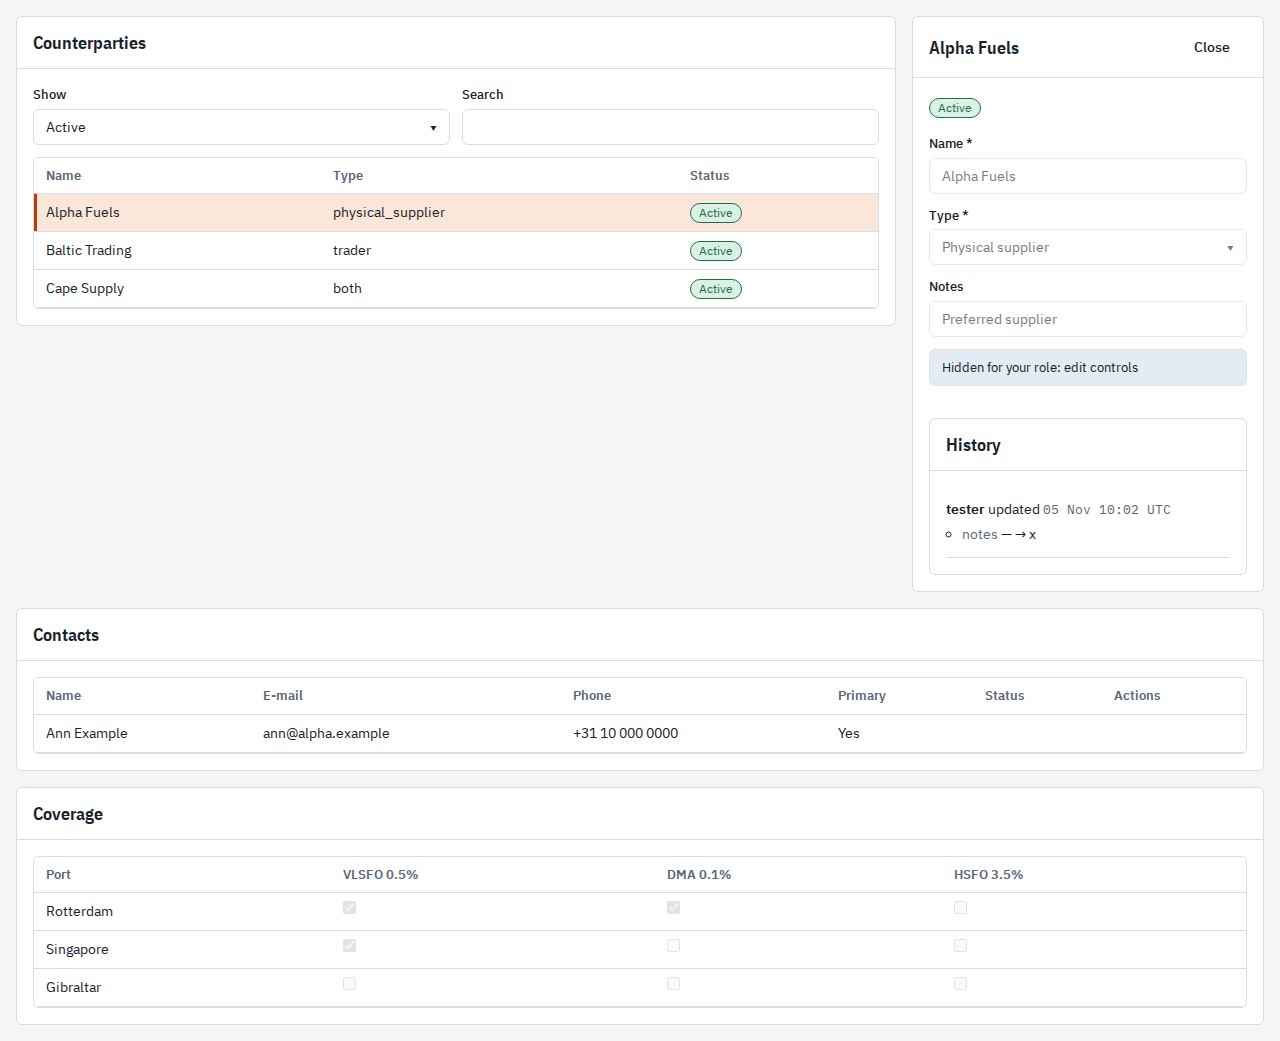 Counterparties
Show
Search
Active
Name Type Status
Alpha Fuels physical_supplier Active
Baltic Trading trader Active
Cape Supply both Active
Alpha Fuels Close
Active
Name *
Alpha Fuels
Type *
Physical supplier
Notes
Preferred supplier
Hidden for your role: edit controls
History
tester updated 05 Nov 10:02 UTC
notes — → x
Contacts
Name E-mail Phone Primary Status Actions
Ann Example ann@alpha.example +31 10 000 0000 Yes
Coverage
Port VLSFO 0.5% DMA 0.1% HSFO 3.5%
Rotterdam
Singapore
Gibraltar